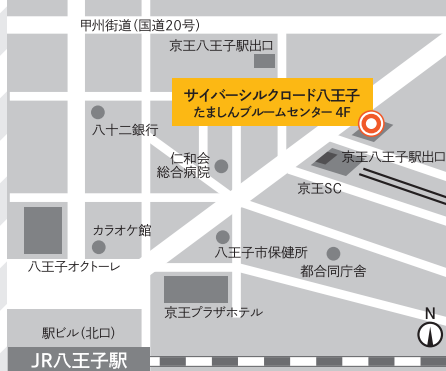 甲州街道（国道20号）
京王八王子駅出口
サイバーシルクロード八王子
たましんブルームセンター 4F
八十二銀行
仁和会
総合病院
京王八王子駅出口
京王SC
カラオケ館
八王子市保健所
八王子オクトーレ
都合同庁舎
京王プラザホテル
N
駅ビル（北口）
JR八王子駅